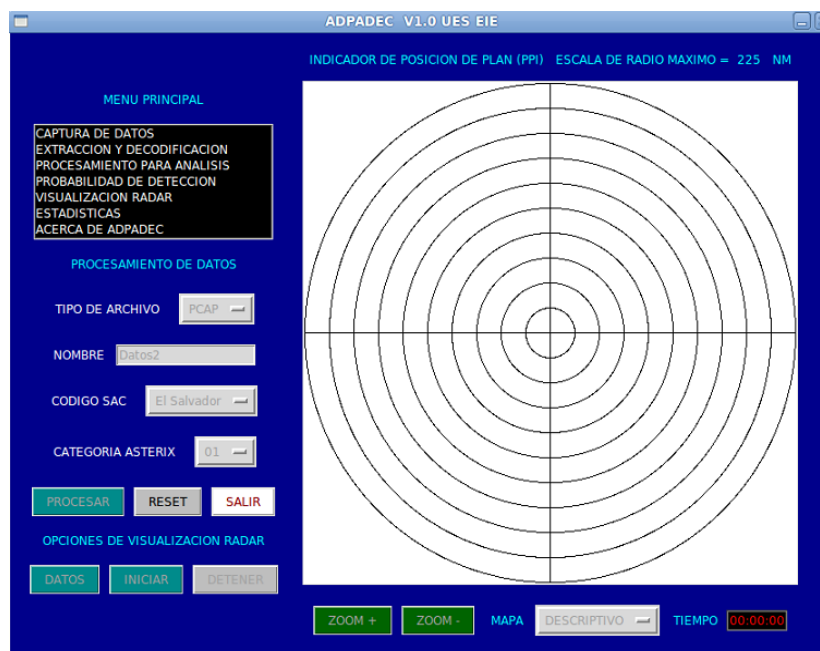 ADPADEC V1.0 UES EIE
INDICADOR DE POSICION DE PLAN (PPI) ESCALA DE RADIO MAXIMO = 225 NM
MENU PRINCIPAL
CAPTURA DE DATOS
EXTRACCION Y DECODIFICACION
PROCESAMIENTO PARA ANALISIS
PROBABILIDAD DE DETECCION
VISUALIZACION RADAR
ESTADISTICAS
ACERCA DE ADPADEC
PROCESAMIENTO DE DATOS
TIPO DE ARCHIVO PCAP
NOMBRE Datos2
CODIGO SAC El Salvador
CATEGORIA ASTERIX 01
PROCESAR RESET SALIR
OPCIONES DE VISUALIZACION RADAR
DATOS INICIAR DETENER
ZOOM + ZOOM - MAPA DESCRIPTIVO TIEMPO 00:00:00